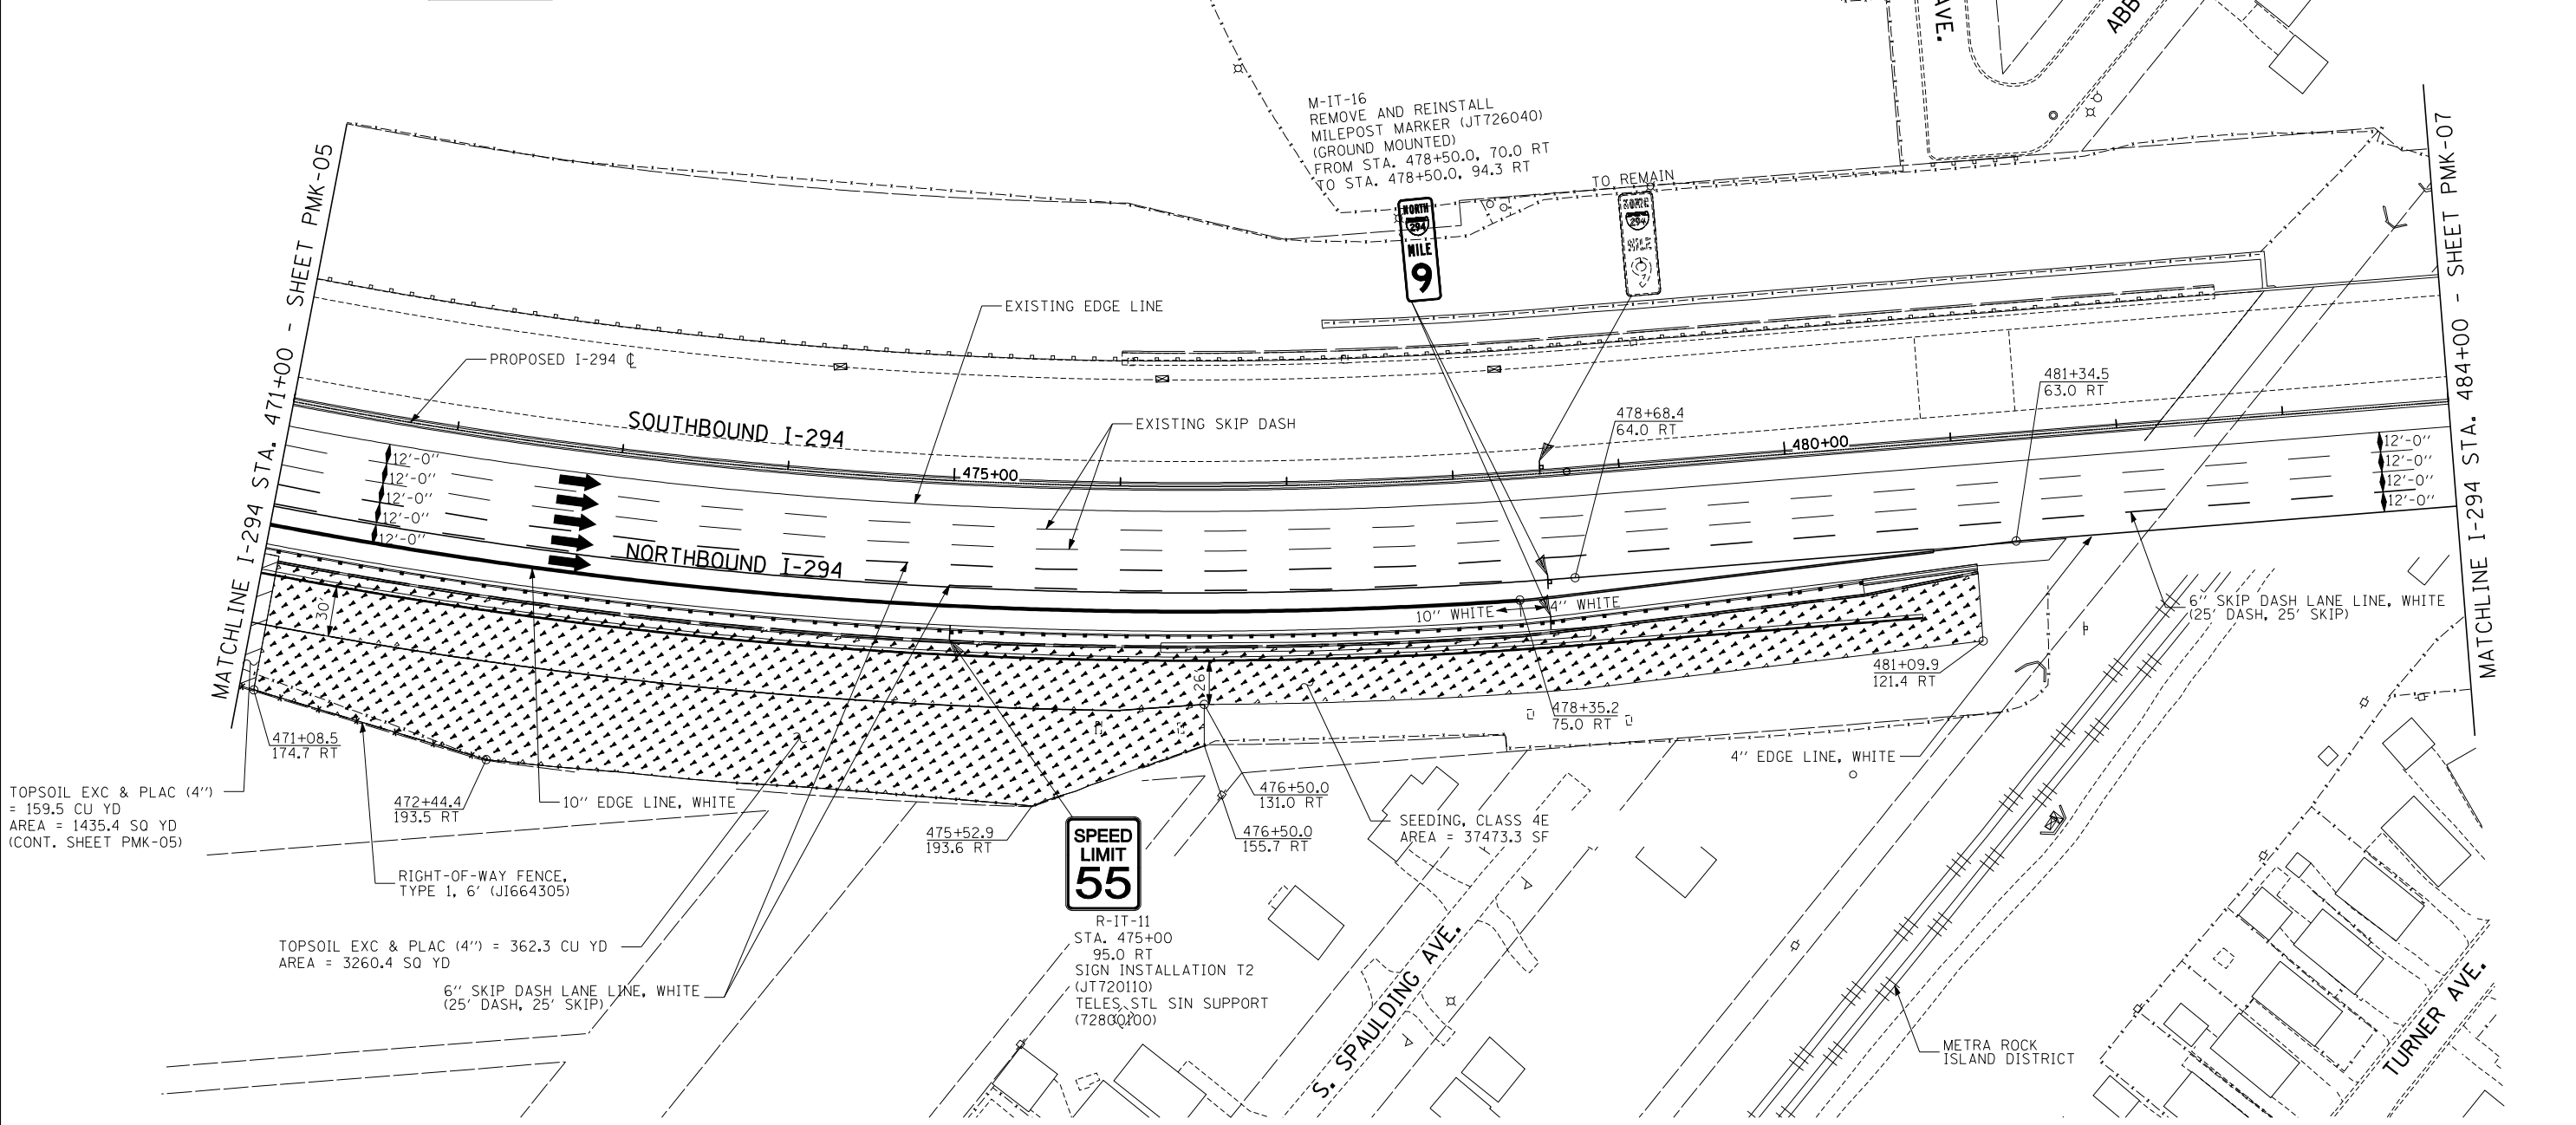 AVE.
ABB
M-IT-16
REMOVE AND REINSTALL
MILEPOST MARKER (JT726040)
(GROUND MOUNTED)
FROM STA. 478+50.0, 70.0 RT
TO STA. 478+50.0, 94.3 RT
TO REMAIN
NORTH
294
MILE
9
NORTH
294
MILE
9
MATCHLINE I-294 STA. 471+00 - SHEET PMK-05
MATCHLINE I-294 STA. 484+00 - SHEET PMK-07
EXISTING EDGE LINE
PROPOSED I-294 ℄
SOUTHBOUND I-294
EXISTING SKIP DASH
478+68.4
64.0 RT
481+34.5
63.0 RT
475+00
480+00
12'-0"
12'-0"
12'-0"
12'-0"
12'-0"
12'-0"
12'-0"
12'-0"
12'-0"
NORTHBOUND I-294
10" WHITE
4" WHITE
6" SKIP DASH LANE LINE, WHITE
(25' DASH, 25' SKIP)
30'
26'
481+09.9
121.4 RT
478+35.2
75.0 RT
471+08.5
174.7 RT
4" EDGE LINE, WHITE
TOPSOIL EXC & PLAC (4")
= 159.5 CU YD
AREA = 1435.4 SQ YD
(CONT. SHEET PMK-05)
472+44.4
193.5 RT
10" EDGE LINE, WHITE
475+52.9
193.6 RT
476+50.0
131.0 RT
476+50.0
155.7 RT
SEEDING, CLASS 4E
AREA = 37473.3 SF
SPEED
LIMIT
55
R-IT-11
STA. 475+00
95.0 RT
SIGN INSTALLATION T2
(JT720110)
TELES STL SIN SUPPORT
(72800100)
RIGHT-OF-WAY FENCE,
TYPE 1, 6' (JI664305)
TOPSOIL EXC & PLAC (4") = 362.3 CU YD
AREA = 3260.4 SQ YD
6" SKIP DASH LANE LINE, WHITE
(25' DASH, 25' SKIP)
S. SPAULDING AVE.
METRA ROCK
ISLAND DISTRICT
TURNER AVE.